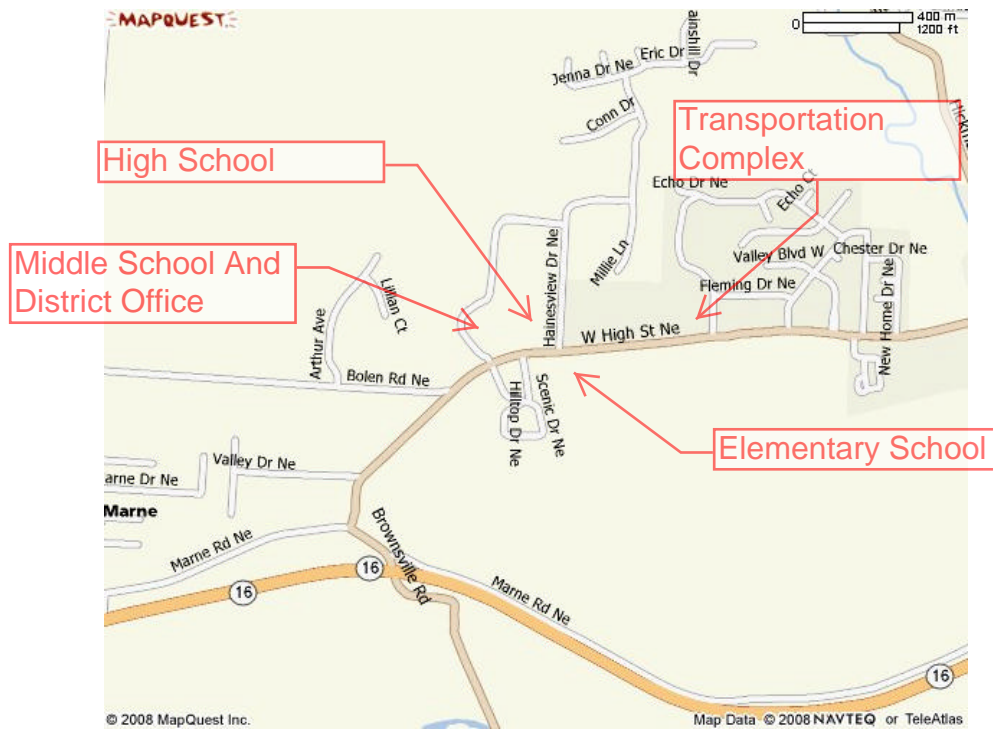 MAPQUEST
0 400 m
1200 ft
ainshill Dr
Eric Dr
Jenna Dr Ne
Conn Dr
Transportation
Complex
High School
Echo Dr Ne
Echo Ct
Hainesview Dr Ne
Millie Ln
Valley Blvd W
Chester Dr Ne
Middle School And
District Office
Lillian Ct
Fleming Dr Ne
New Home Dr Ne
Arthur Ave
W High St Ne
Bolen Rd Ne
Hilltop Dr Ne
Scenic Dr Ne
Elementary School
Valley Dr Ne
arne Dr Ne
Marne
Marne Rd Ne
Brownsville Rd
16
16
Marne Rd Ne
16
© 2008 MapQuest Inc.
Map Data © 2008 NAVTEQ or TeleAtlas